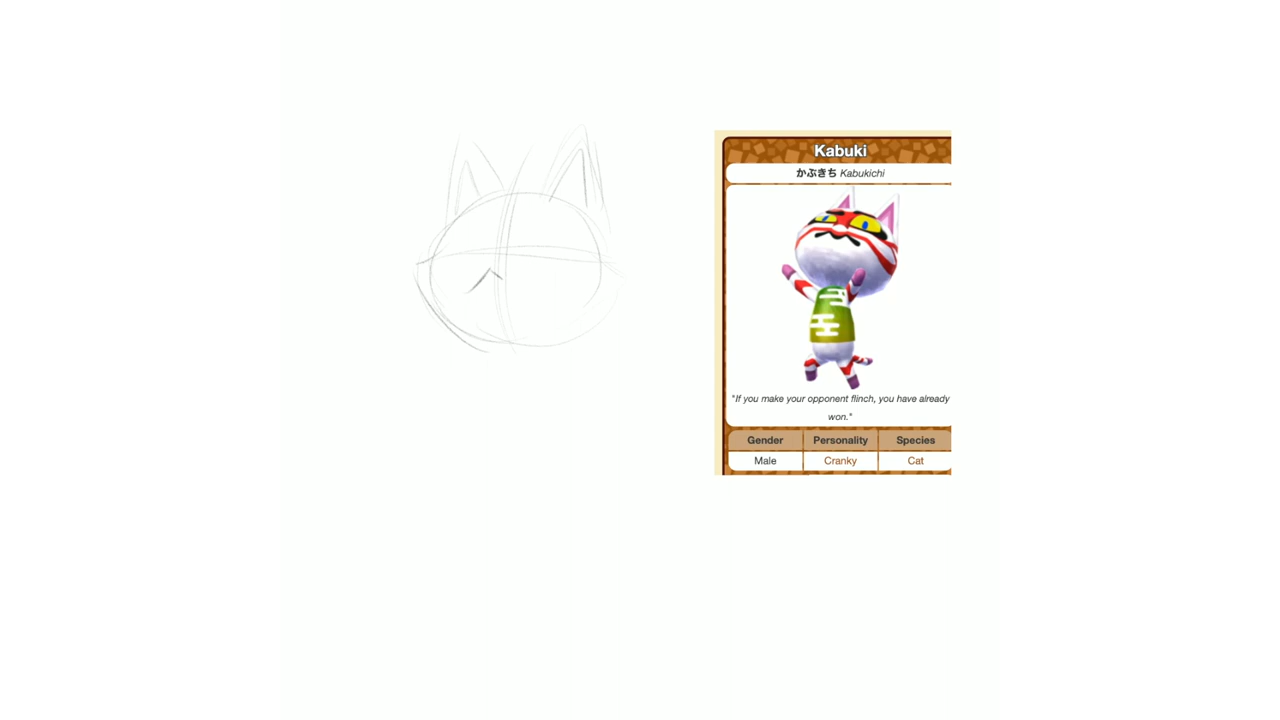 Kabuki
かぶきち Kabukichi
"If you make your opponent flinch, you have already
won."
Gender Personality Species
Male Cranky Cat